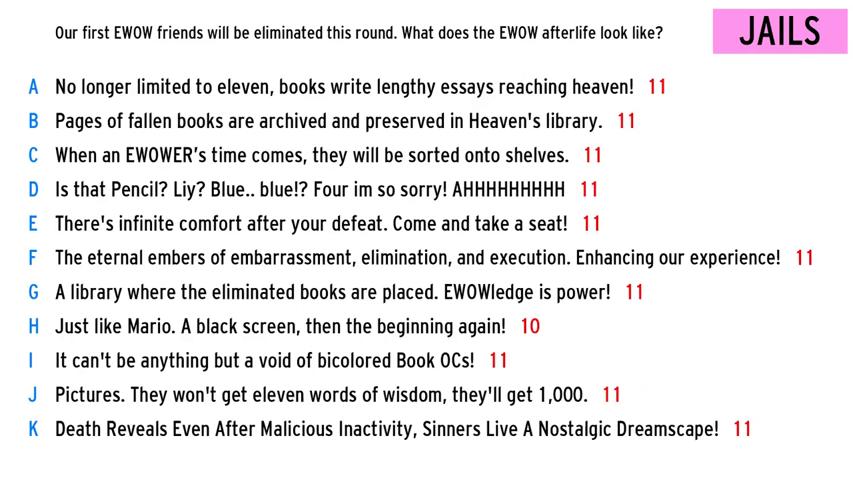 Our first EWOW friends will be eliminated this round. What does the EWOW afterlife look like?
JAILS
A No longer limited to eleven, books write lengthy essays reaching heaven! 11
B Pages of fallen books are archived and preserved in Heaven's library. 11
C When an EWOWER’s time comes, they will be sorted onto shelves. 11
D Is that Pencil? Liy? Blue.. blue!? Four im so sorry! AHHHHHHHHH 11
E There's infinite comfort after your defeat. Come and take a seat! 11
F The eternal embers of embarrassment, elimination, and execution. Enhancing our experience! 11
G A library where the eliminated books are placed. EWOWledge is power! 11
H Just like Mario. A black screen, then the beginning again! 10
I It can't be anything but a void of bicolored Book OCs! 11
J Pictures. They won't get eleven words of wisdom, they'll get 1,000. 11
K Death Reveals Even After Malicious Inactivity, Sinners Live A Nostalgic Dreamscape! 11